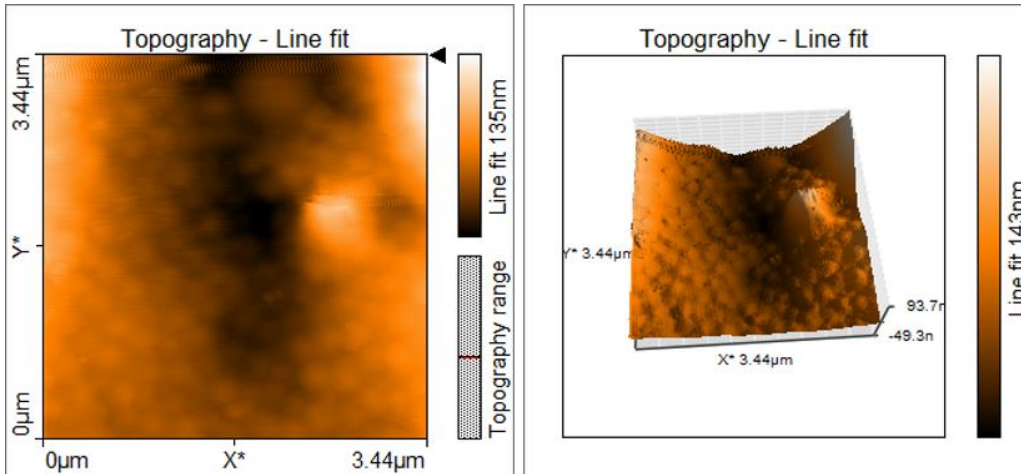 Topography - Line fit
3.44µm
Y*
0µm
0µm
X*
3.44µm
Line fit 135nm
Topography range
Topography - Line fit
Y* 3.44µm
X* 3.44µm
93.7n
-49.3n
Line fit 143nm